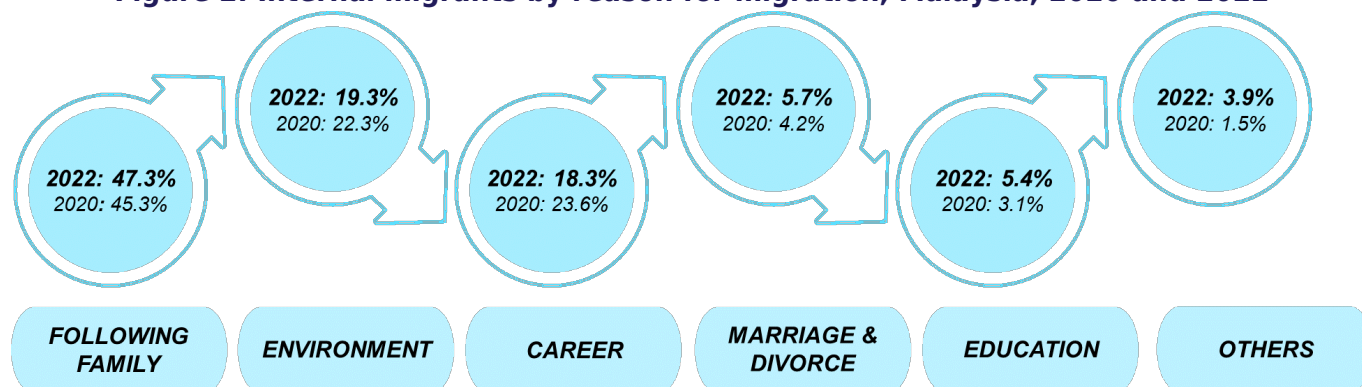 2022: 19.3%
2020: 22.3%
2022: 5.7%
2020: 4.2%
2022: 3.9%
2020: 1.5%
2022: 47.3%
2020: 45.3%
2022: 18.3%
2020: 23.6%
2022: 5.4%
2020: 3.1%
FOLLOWING
FAMILY
ENVIRONMENT
CAREER
MARRIAGE &
DIVORCE
EDUCATION
OTHERS